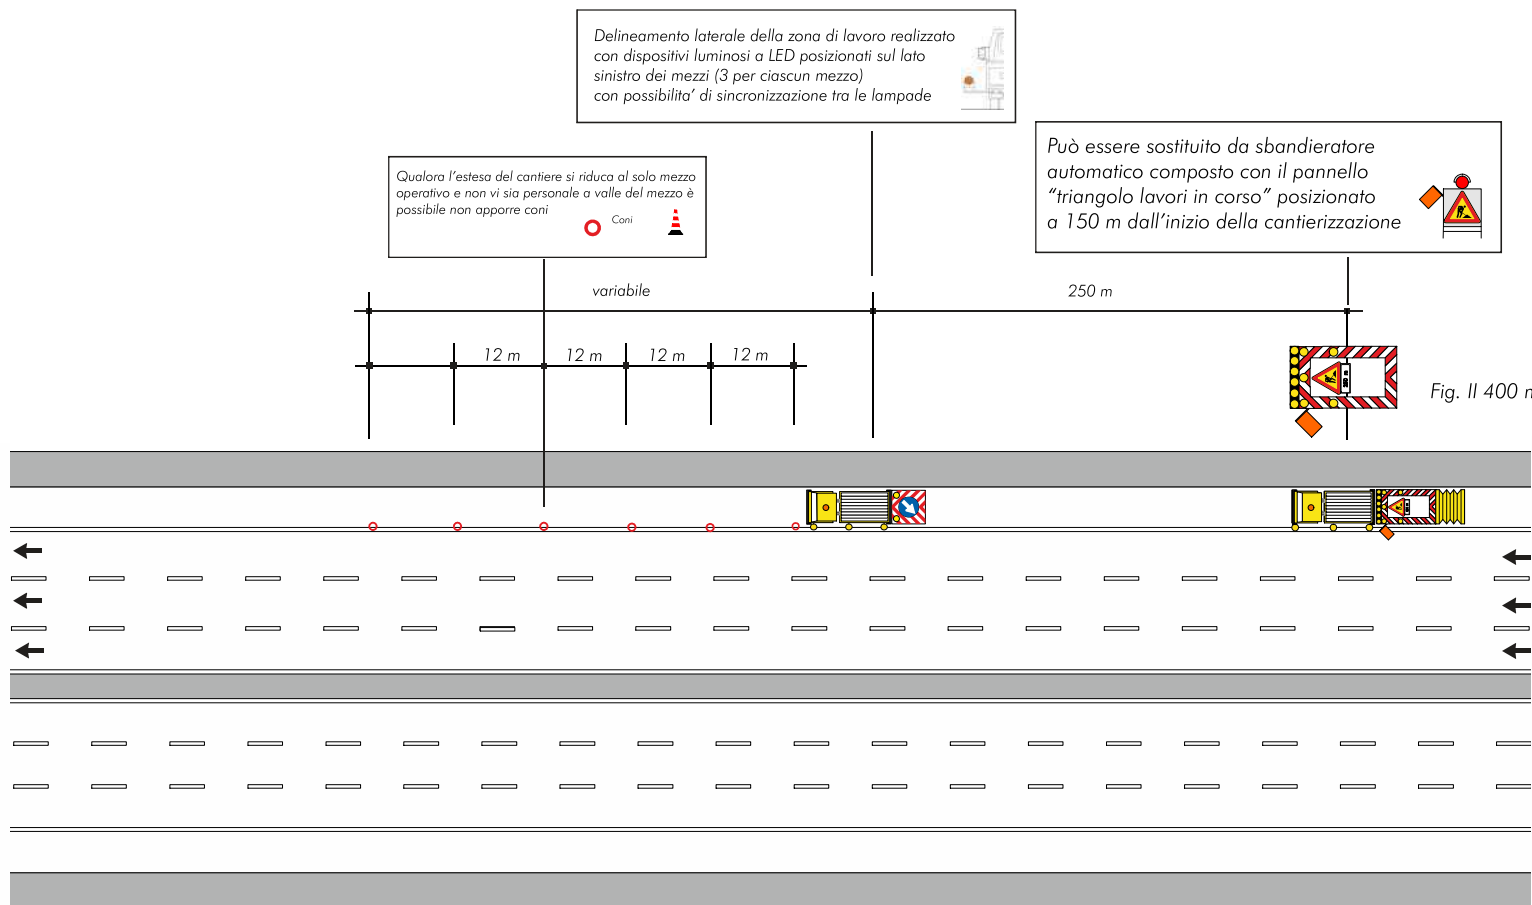 Delineamento laterale della zona di lavoro realizzato
con dispositivi luminosi a LED posizionati sul lato
sinistro dei mezzi (3 per ciascun mezzo)
con possibilita' di sincronizzazione tra le lampade
Può essere sostituito da sbandieratore
automatico composto con il pannello
“triangolo lavori in corso” posizionato
a 150 m dall'inizio della cantierizzazione
Qualora l'estesa del cantiere si riduca al solo mezzo
operativo e non vi sia personale a valle del mezzo è
possibile non apporre coni
Coni
variabile
250 m
12 m
12 m
12 m
12 m
Fig. II 400